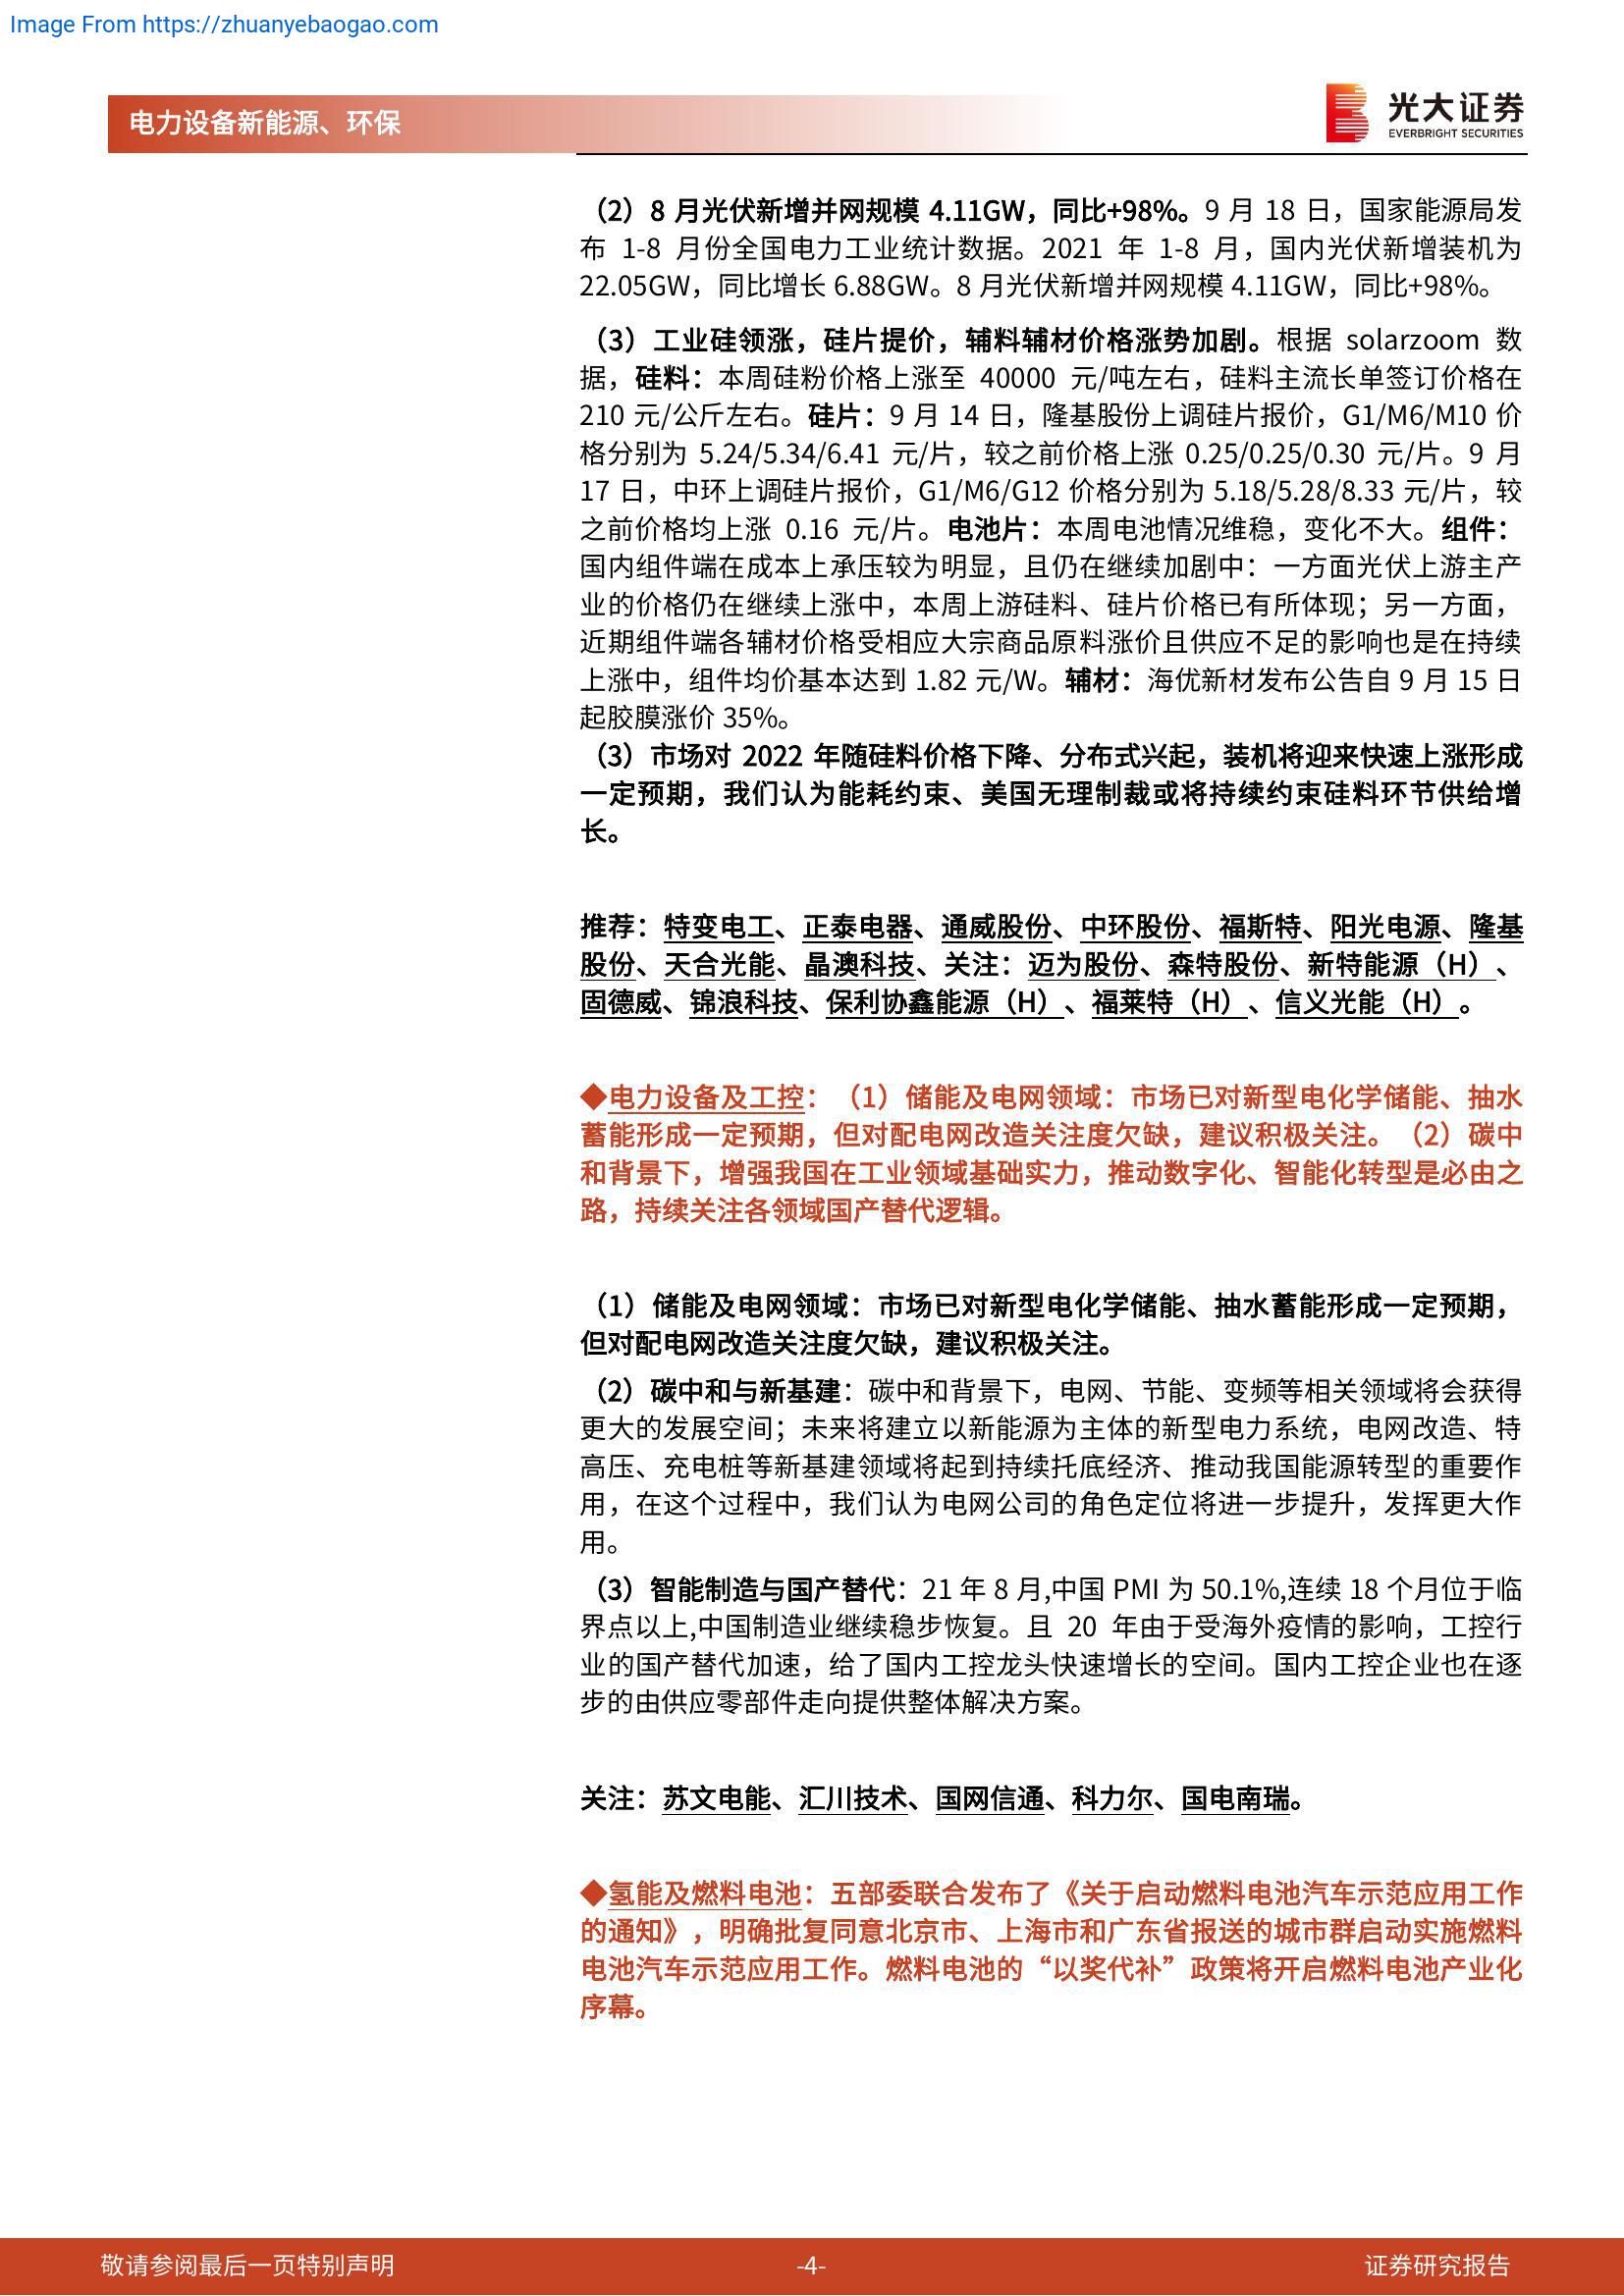 Image From https://zhuanyebaogao.com
电力设备新能源、环保
光大证券
EVERBRIGHT SECURITIES
（2）8 月光伏新增并网规模 4.11GW，同比+98%。9 月 18 日，国家能源局发
布 1-8 月份全国电力工业统计数据。2021 年 1-8 月，国内光伏新增装机为
22.05GW，同比增长 6.88GW。8 月光伏新增并网规模 4.11GW，同比+98%。
（3）工业硅领涨，硅片提价，辅料辅材价格涨势加剧。根据 solarzoom 数
据，硅料：本周硅粉价格上涨至 40000 元/吨左右，硅料主流长单签订价格在
210 元/公斤左右。硅片：9 月 14 日，隆基股份上调硅片报价，G1/M6/M10 价
格分别为 5.24/5.34/6.41 元/片，较之前价格上涨 0.25/0.25/0.30 元/片。9 月
17 日，中环上调硅片报价，G1/M6/G12 价格分别为 5.18/5.28/8.33 元/片，较
之前价格均上涨 0.16 元/片。电池片：本周电池情况维稳，变化不大。组件：
国内组件端在成本上承压较为明显，且仍在继续加剧中：一方面光伏上游主产
业的价格仍在继续上涨中，本周上游硅料、硅片价格已有所体现；另一方面，
近期组件端各辅材价格受相应大宗商品原料涨价且供应不足的影响也是在持续
上涨中，组件均价基本达到 1.82 元/W。辅材：海优新材发布公告自 9 月 15 日
起胶膜涨价 35%。
（3）市场对 2022 年随硅料价格下降、分布式兴起，装机将迎来快速上涨形成
一定预期，我们认为能耗约束、美国无理制裁或将持续约束硅料环节供给增
长。
推荐：特变电工、正泰电器、通威股份、中环股份、福斯特、阳光电源、隆基
股份、天合光能、晶澳科技、关注：迈为股份、森特股份、新特能源（H）、
固德威、锦浪科技、保利协鑫能源（H）、福莱特（H）、信义光能（H）。
◆电力设备及工控：（1）储能及电网领域：市场已对新型电化学储能、抽水
蓄能形成一定预期，但对配电网改造关注度欠缺，建议积极关注。（2）碳中
和背景下，增强我国在工业领域基础实力，推动数字化、智能化转型是必由之
路，持续关注各领域国产替代逻辑。
（1）储能及电网领域：市场已对新型电化学储能、抽水蓄能形成一定预期，
但对配电网改造关注度欠缺，建议积极关注。
（2）碳中和与新基建：碳中和背景下，电网、节能、变频等相关领域将会获得
更大的发展空间；未来将建立以新能源为主体的新型电力系统，电网改造、特
高压、充电桩等新基建领域将起到持续托底经济、推动我国能源转型的重要作
用，在这个过程中，我们认为电网公司的角色定位将进一步提升，发挥更大作
用。
（3）智能制造与国产替代：21 年 8 月,中国 PMI 为 50.1%,连续 18 个月位于临
界点以上,中国制造业继续稳步恢复。且 20 年由于受海外疫情的影响，工控行
业的国产替代加速，给了国内工控龙头快速增长的空间。国内工控企业也在逐
步的由供应零部件走向提供整体解决方案。
关注：苏文电能、汇川技术、国网信通、科力尔、国电南瑞。
◆氢能及燃料电池：五部委联合发布了《关于启动燃料电池汽车示范应用工作
的通知》，明确批复同意北京市、上海市和广东省报送的城市群启动实施燃料
电池汽车示范应用工作。燃料电池的“以奖代补”政策将开启燃料电池产业化
序幕。
敬请参阅最后一页特别声明
-4-
证券研究报告